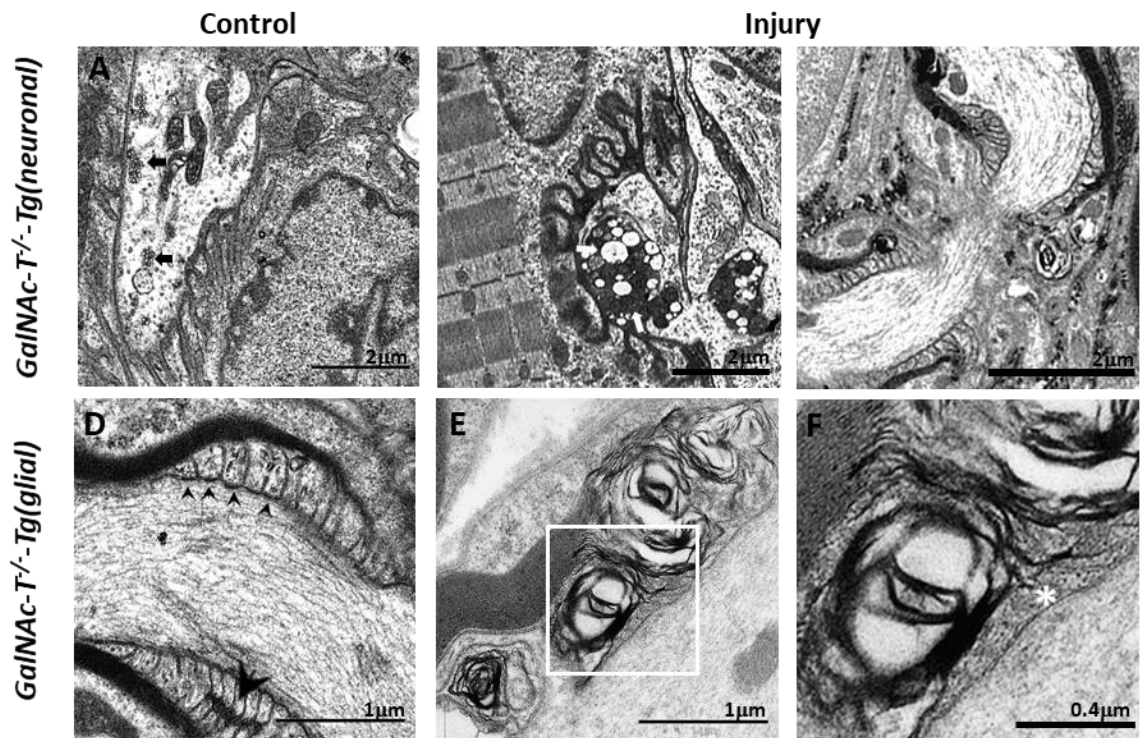 Control
Injury
GalNAc-T-/--Tg(neuronal)
A
2µm
2µm
2µm
GalNAc-T-/--Tg(glial)
D
E
F
1µm
1µm
0.4µm
*